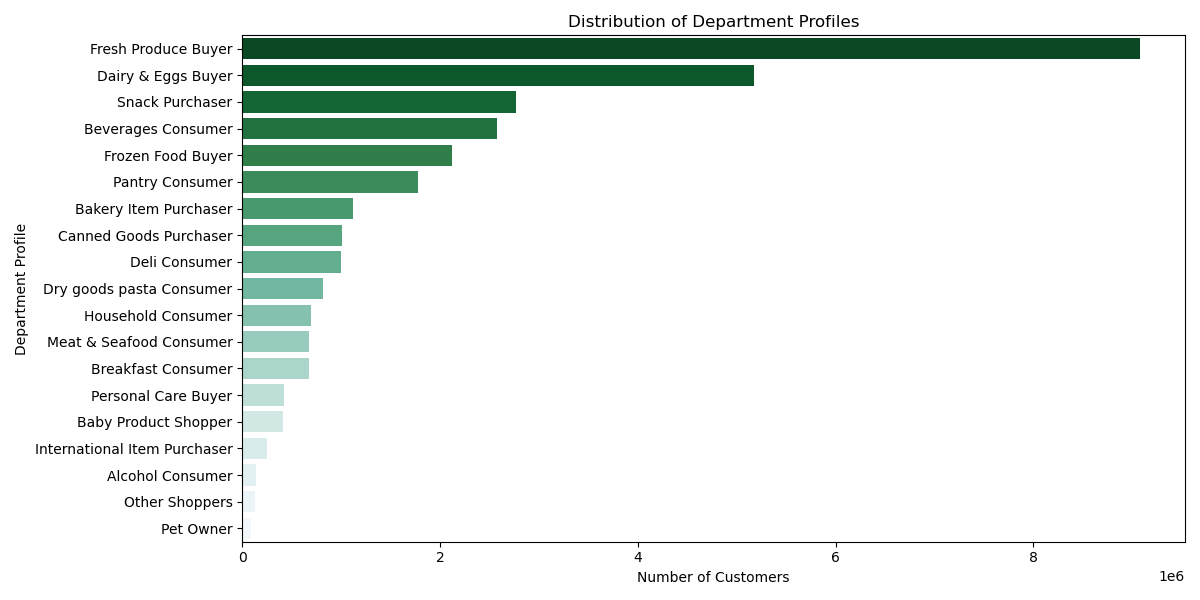 Distribution of Department Profiles
Department Profile
Fresh Produce Buyer
Dairy & Eggs Buyer
Snack Purchaser
Beverages Consumer
Frozen Food Buyer
Pantry Consumer
Bakery Item Purchaser
Canned Goods Purchaser
Deli Consumer
Dry goods pasta Consumer
Household Consumer
Meat & Seafood Consumer
Breakfast Consumer
Personal Care Buyer
Baby Product Shopper
International Item Purchaser
Alcohol Consumer
Other Shoppers
Pet Owner
0 2 4 6 8
1e6
Number of Customers